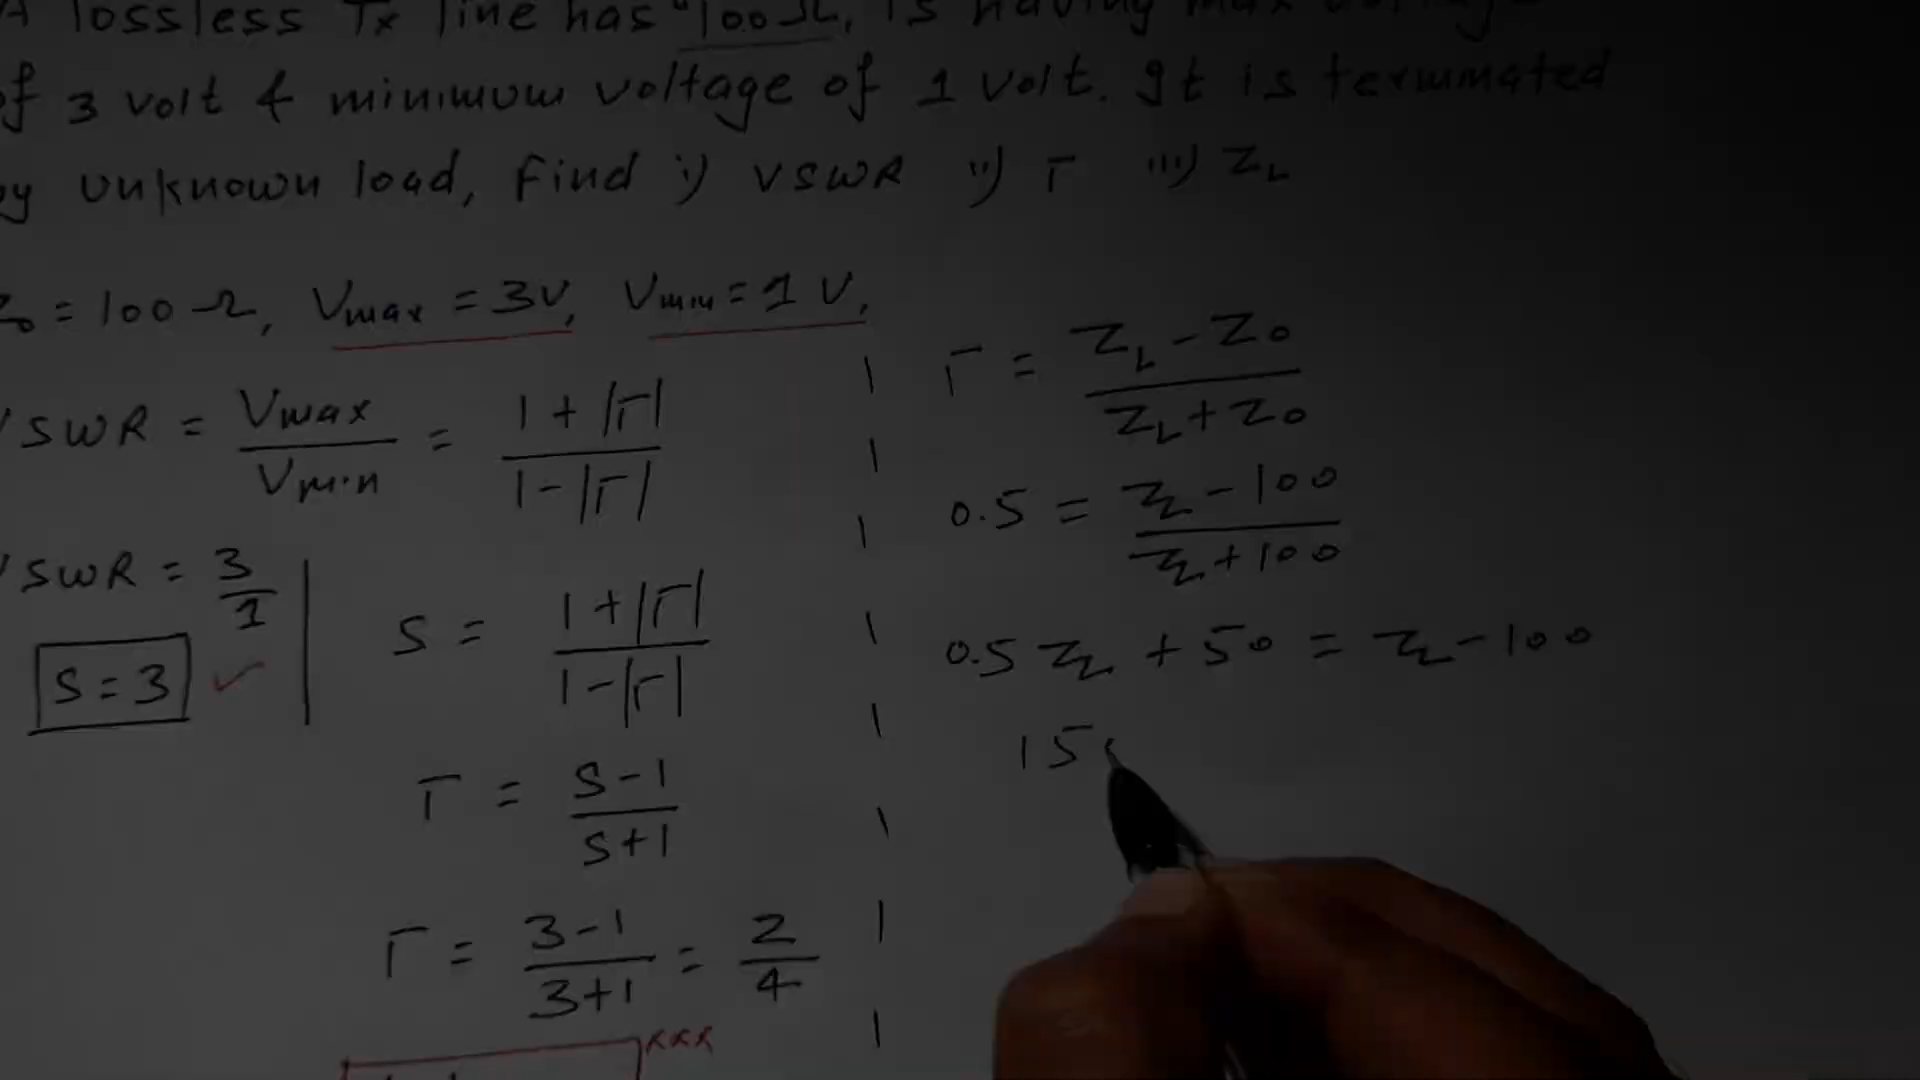 A lossless Tx line has "100 Ω, is having max
of 3 volt & minimum voltage of 1 volt. It is terminated
by unknown load, Find i) VSWR ii) Γ iii) ZL
Z0 = 100 Ω, Vmax = 3V, Vmin = 1 V,
VSWR = Vmax / Vmin = 1 + |Γ| / 1 - |Γ|
VSWR = 3 / 1
S = 3 ✓
S = 1 + |Γ| / 1 - |Γ|
Γ = S - 1 / S + 1
Γ = 3 - 1 / 3 + 1 = 2 / 4
xxx
Γ = ZL - Z0 / ZL + Z0
0.5 = ZL - 100 / ZL + 100
0.5 ZL + 50 = ZL - 100
15